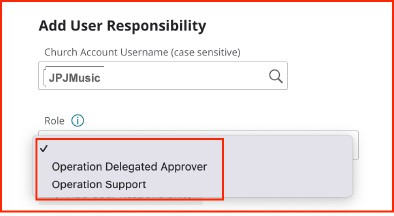 Add User Responsibility
Church Account Username (case sensitive)
JPJMusic
Role
Operation Delegated Approver
Operation Support